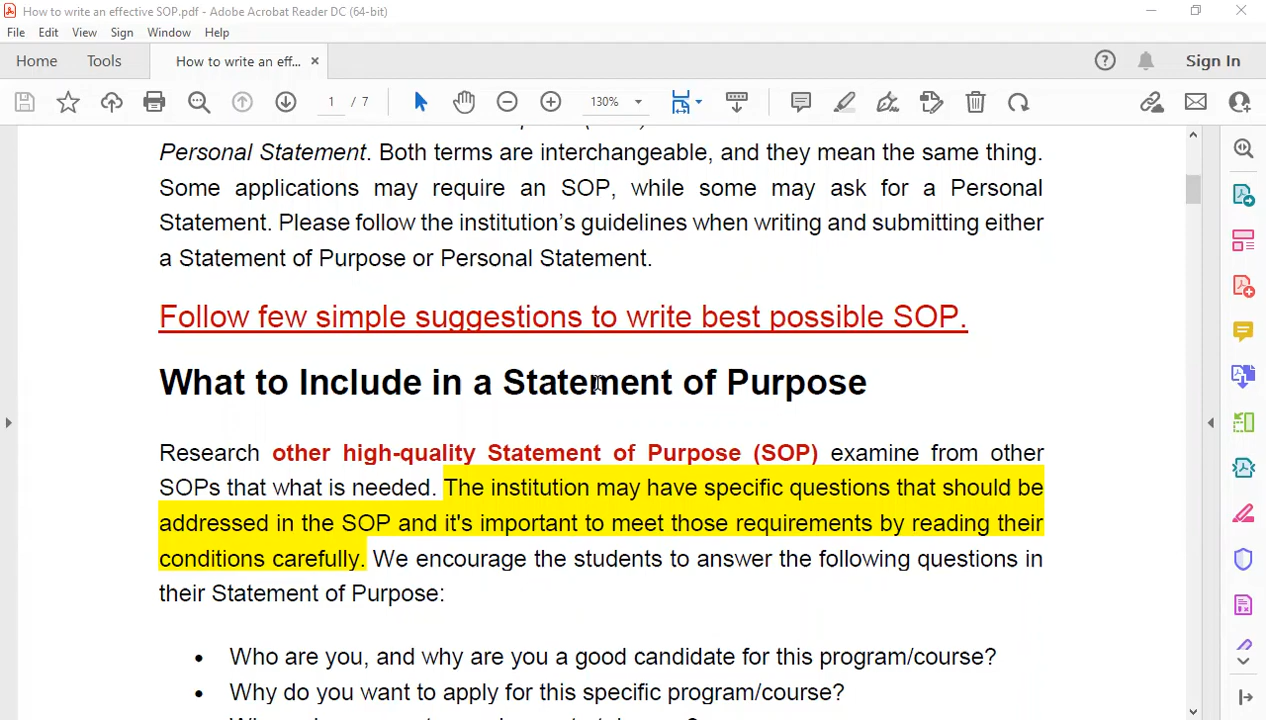 How to write an effective SOP.pdf - Adobe Acrobat Reader DC (64-bit)
File Edit View Sign Window Help
Home Tools How to write an eff... × Sign In
1 / 7 130%
Personal Statement. Both terms are interchangeable, and they mean the same thing.
Some applications may require an SOP, while some may ask for a Personal
Statement. Please follow the institution's guidelines when writing and submitting either
a Statement of Purpose or Personal Statement.
Follow few simple suggestions to write best possible SOP.
What to Include in a Statement of Purpose
Research other high-quality Statement of Purpose (SOP) examine from other
SOPs that what is needed. The institution may have specific questions that should be
addressed in the SOP and it's important to meet those requirements by reading their
conditions carefully. We encourage the students to answer the following questions in
their Statement of Purpose:
• Who are you, and why are you a good candidate for this program/course?
• Why do you want to apply for this specific program/course?